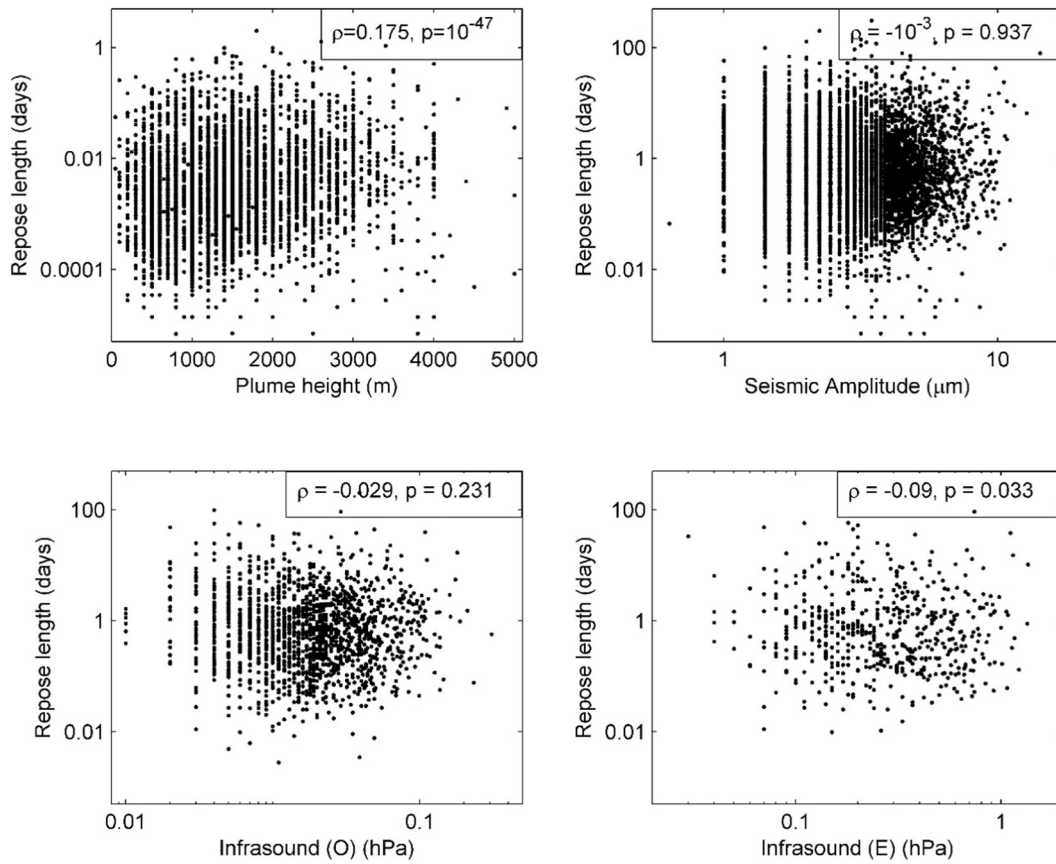 ρ=0.175, p=10⁻⁴⁷
1
0.01
0.0001
Repose length (days)
0 1000 2000 3000 4000 5000
Plume height (m)
ρ = -10⁻³, p = 0.937
100
1
0.01
Repose length (days)
1 10
Seismic Amplitude (μm)
ρ = -0.029, p = 0.231
100
1
0.01
Repose length (days)
0.01 0.1
Infrasound (O) (hPa)
ρ = -0.09, p = 0.033
100
1
0.01
Repose length (days)
0.1 1
Infrasound (E) (hPa)